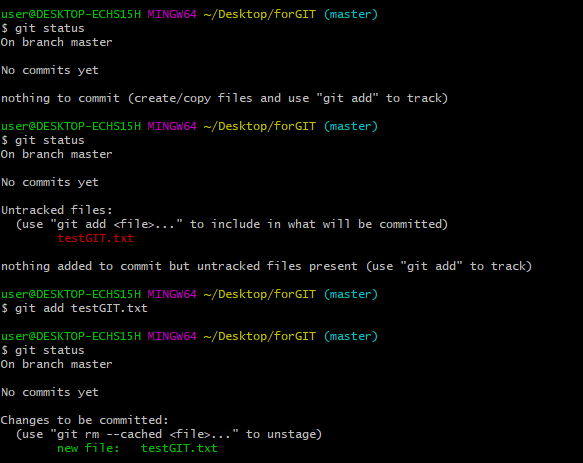 user@DESKTOP-ECHS15H MINGW64 ~/Desktop/forGIT (master)
$ git status
On branch master

No commits yet

nothing to commit (create/copy files and use "git add" to track)

user@DESKTOP-ECHS15H MINGW64 ~/Desktop/forGIT (master)
$ git status
On branch master

No commits yet

Untracked files:
  (use "git add <file>..." to include in what will be committed)
        testGIT.txt

nothing added to commit but untracked files present (use "git add" to track)

user@DESKTOP-ECHS15H MINGW64 ~/Desktop/forGIT (master)
$ git add testGIT.txt

user@DESKTOP-ECHS15H MINGW64 ~/Desktop/forGIT (master)
$ git status
On branch master

No commits yet

Changes to be committed:
  (use "git rm --cached <file>..." to unstage)
        new file:   testGIT.txt